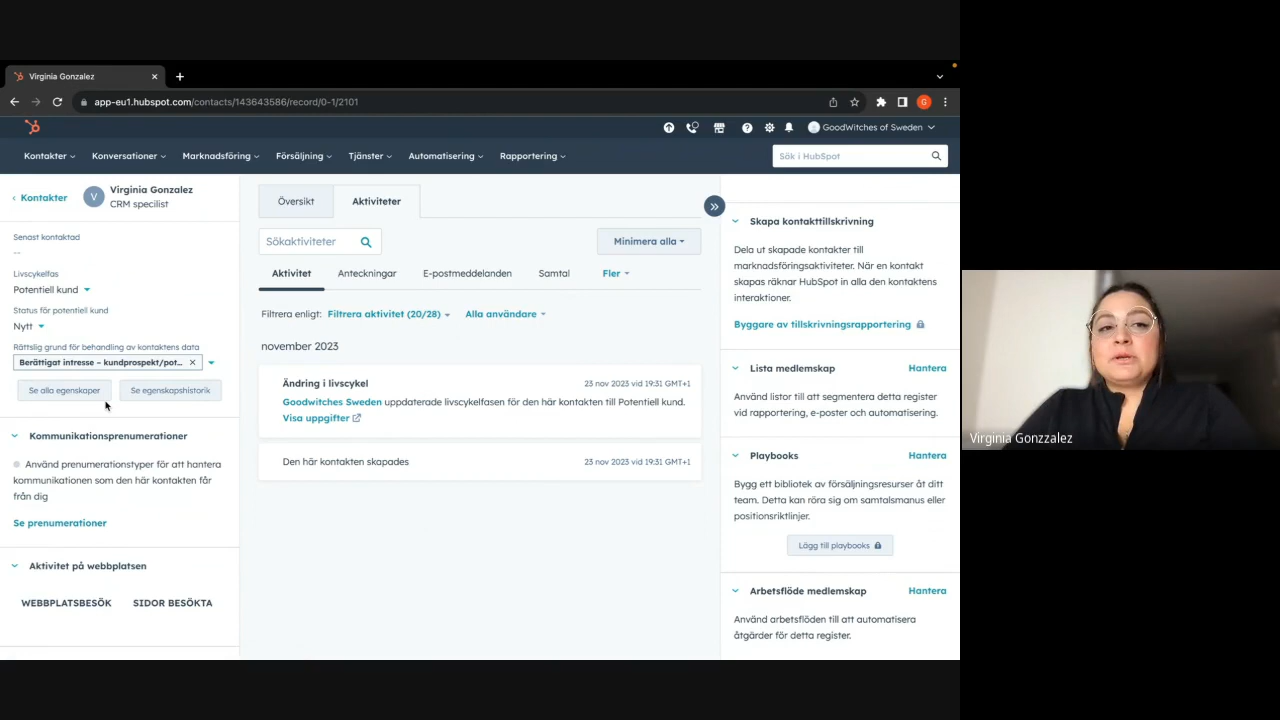 Virginia Gonzalez
app-eu1.hubspot.com/contacts/143643586/record/0-1/2101
G
GoodWitches of Sweden
Kontakter Konversationer Marknadsföring Försäljning Tjänster Automatisering Rapportering
Sök i HubSpot
Kontakter
V
Virginia Gonzalez
CRM specilist
Senast kontaktad
--
Livscykelfas
Potentiell kund
Status för potentiell kund
Nytt
Rättslig grund för behandling av kontaktens data
Berättigat intresse – kundprospekt/pot...
Se alla egenskaper
Se egenskapshistorik
Kommunikationsprenumerationer
Använd prenumerationstyper för att hantera
kommunikationen som den här kontakten får
från dig
Se prenumerationer
Aktivitet på webbplatsen
WEBBPLATSBESÖK SIDOR BESÖKTA
Översikt Aktiviteter
Sökaktiviteter
Minimera alla
Aktivitet Anteckningar E-postmeddelanden Samtal Fler
Filtrera enligt: Filtrera aktivitet (20/28) Alla användare
november 2023
Ändring i livscykel 23 nov 2023 vid 19:31 GMT+1
Goodwitches Sweden uppdaterade livscykelfasen för den här kontakten till Potentiell kund.
Visa uppgifter
Den här kontakten skapades 23 nov 2023 vid 19:31 GMT+1
Skapa kontakttillskrivning
Dela ut skapade kontakter till
marknadsföringsaktiviteter. När en kontakt
skapas räknar HubSpot in alla den kontaktens
interaktioner.
Byggare av tillskrivningsrapportering
Lista medlemskap Hantera
Använd listor till att segmentera detta register
vid rapportering, e-post och automatisering.
Playbooks Hantera
Bygg ett bibliotek av försäljningsresurser åt ditt
team. Detta kan röra sig om samtalsmanus eller
positionsriktlinjer.
Lägg till playbooks
Arbetsflöde medlemskap Hantera
Använd arbetsflöden till att automatisera
åtgärder för detta register.
Virginia Gonzzalez